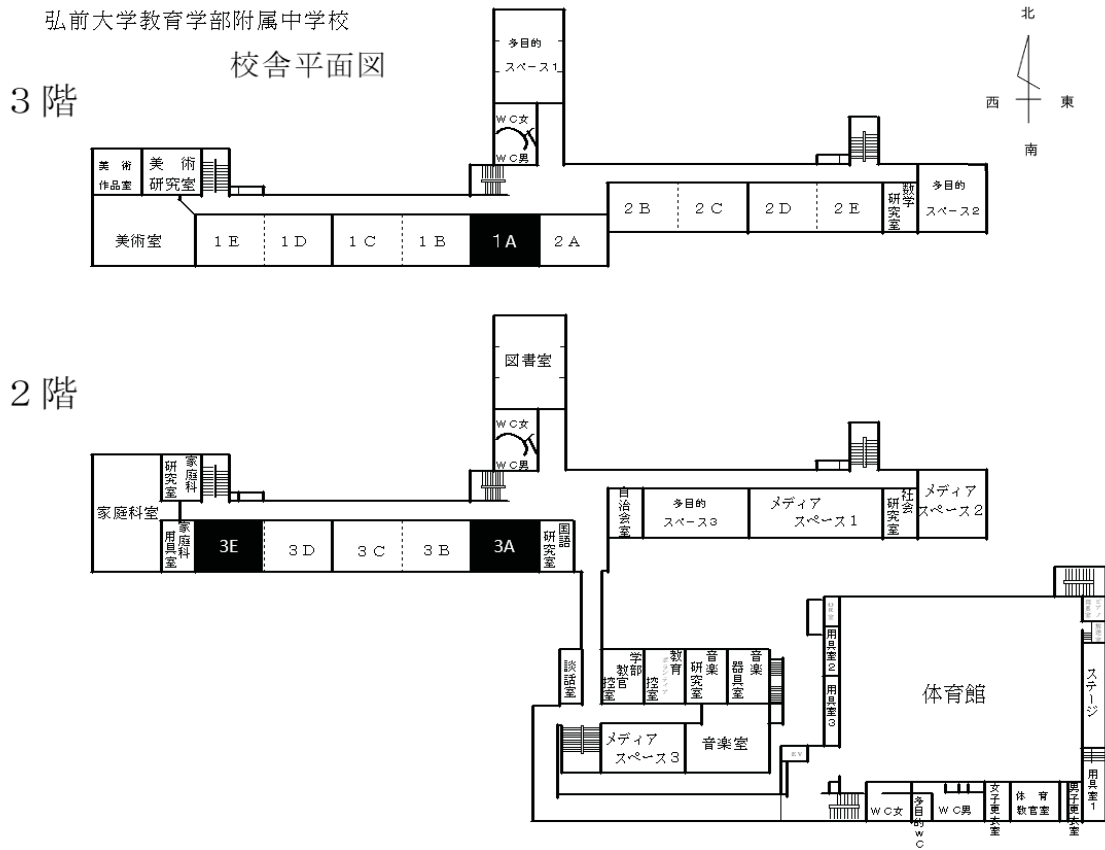 弘前大学教育学部附属中学校
校舎平面図
北
西
東
南
3階
多目的
スペース1
WC女
WC男
美術
作品室
美術
研究室
美術室
1E
1D
1C
1B
1A
2A
2B
2C
2D
2E
数学
研究室
多目的
スペース2
2階
図書室
WC女
WC男
家庭科室
家庭科
研究室
家庭科
用具室
3E
3D
3C
3B
3A
国語
研究室
自治会室
多目的
スペース3
メディア
スペース1
社会
研究室
メディア
スペース2
談話室
学部
教官
控室
教育
ボランティア
控室
音楽
研究室
音楽
器具室
メディア
スペース3
音楽室
用具室2
用具室3
体育館
ステージ
用具室1
EV
WC女
多目的WC
WC男
女子更衣室
体育
教官室
男子更衣室